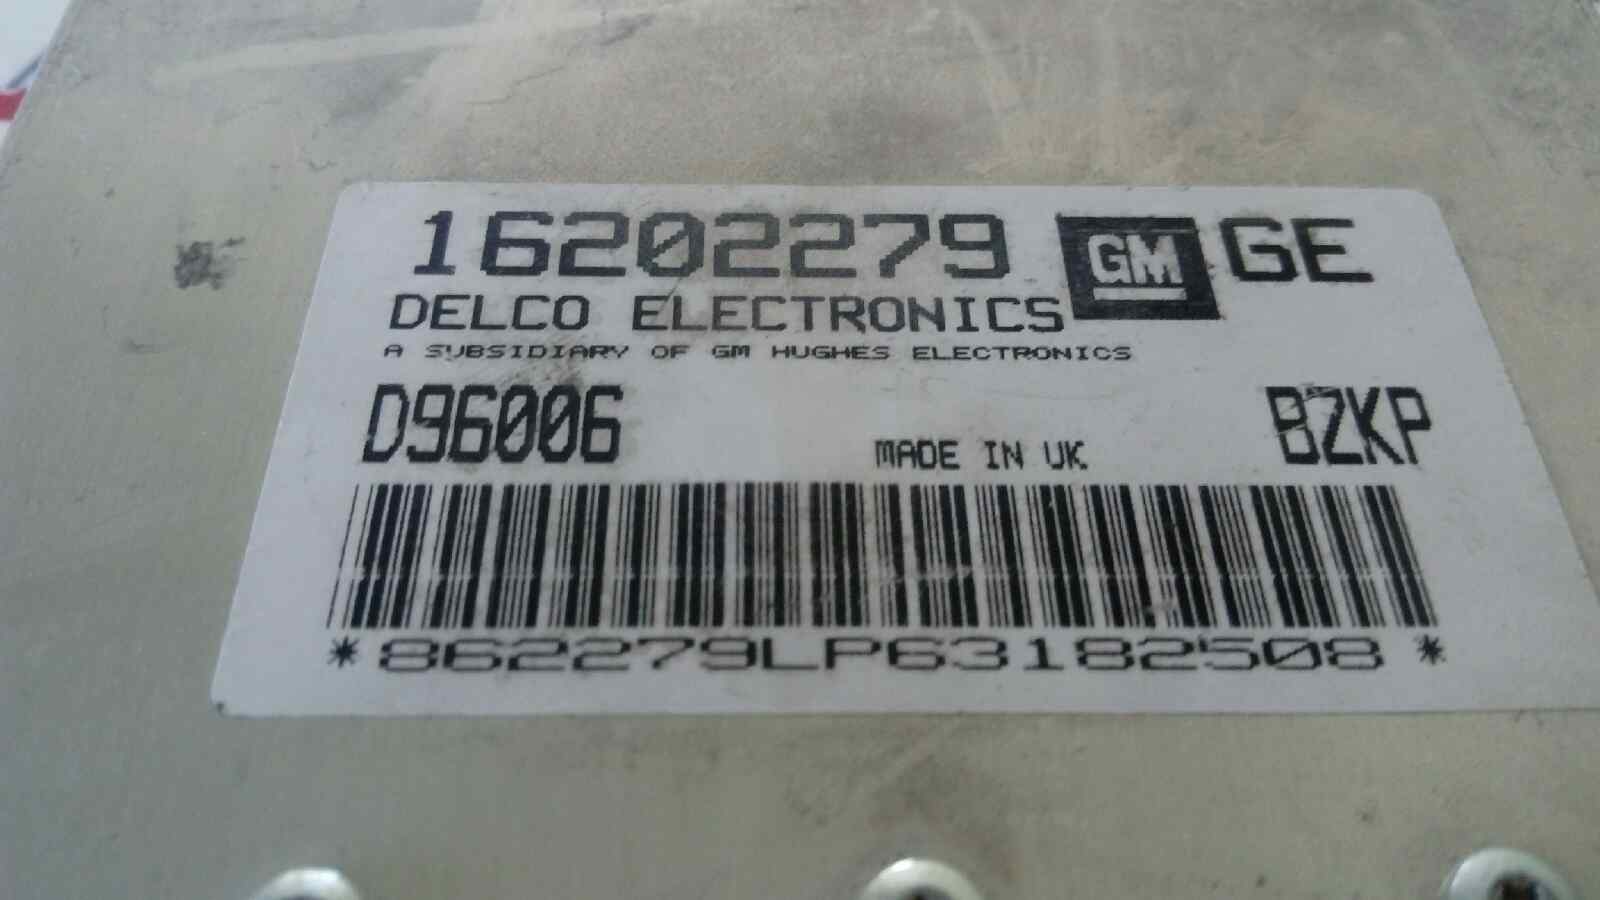 16202279 GM GE
DELCO ELECTRONICS
A SUBSIDIARY OF GM HUGHES ELECTRONICS
D96006 MADE IN UK BZKP
*862279LP63182508*